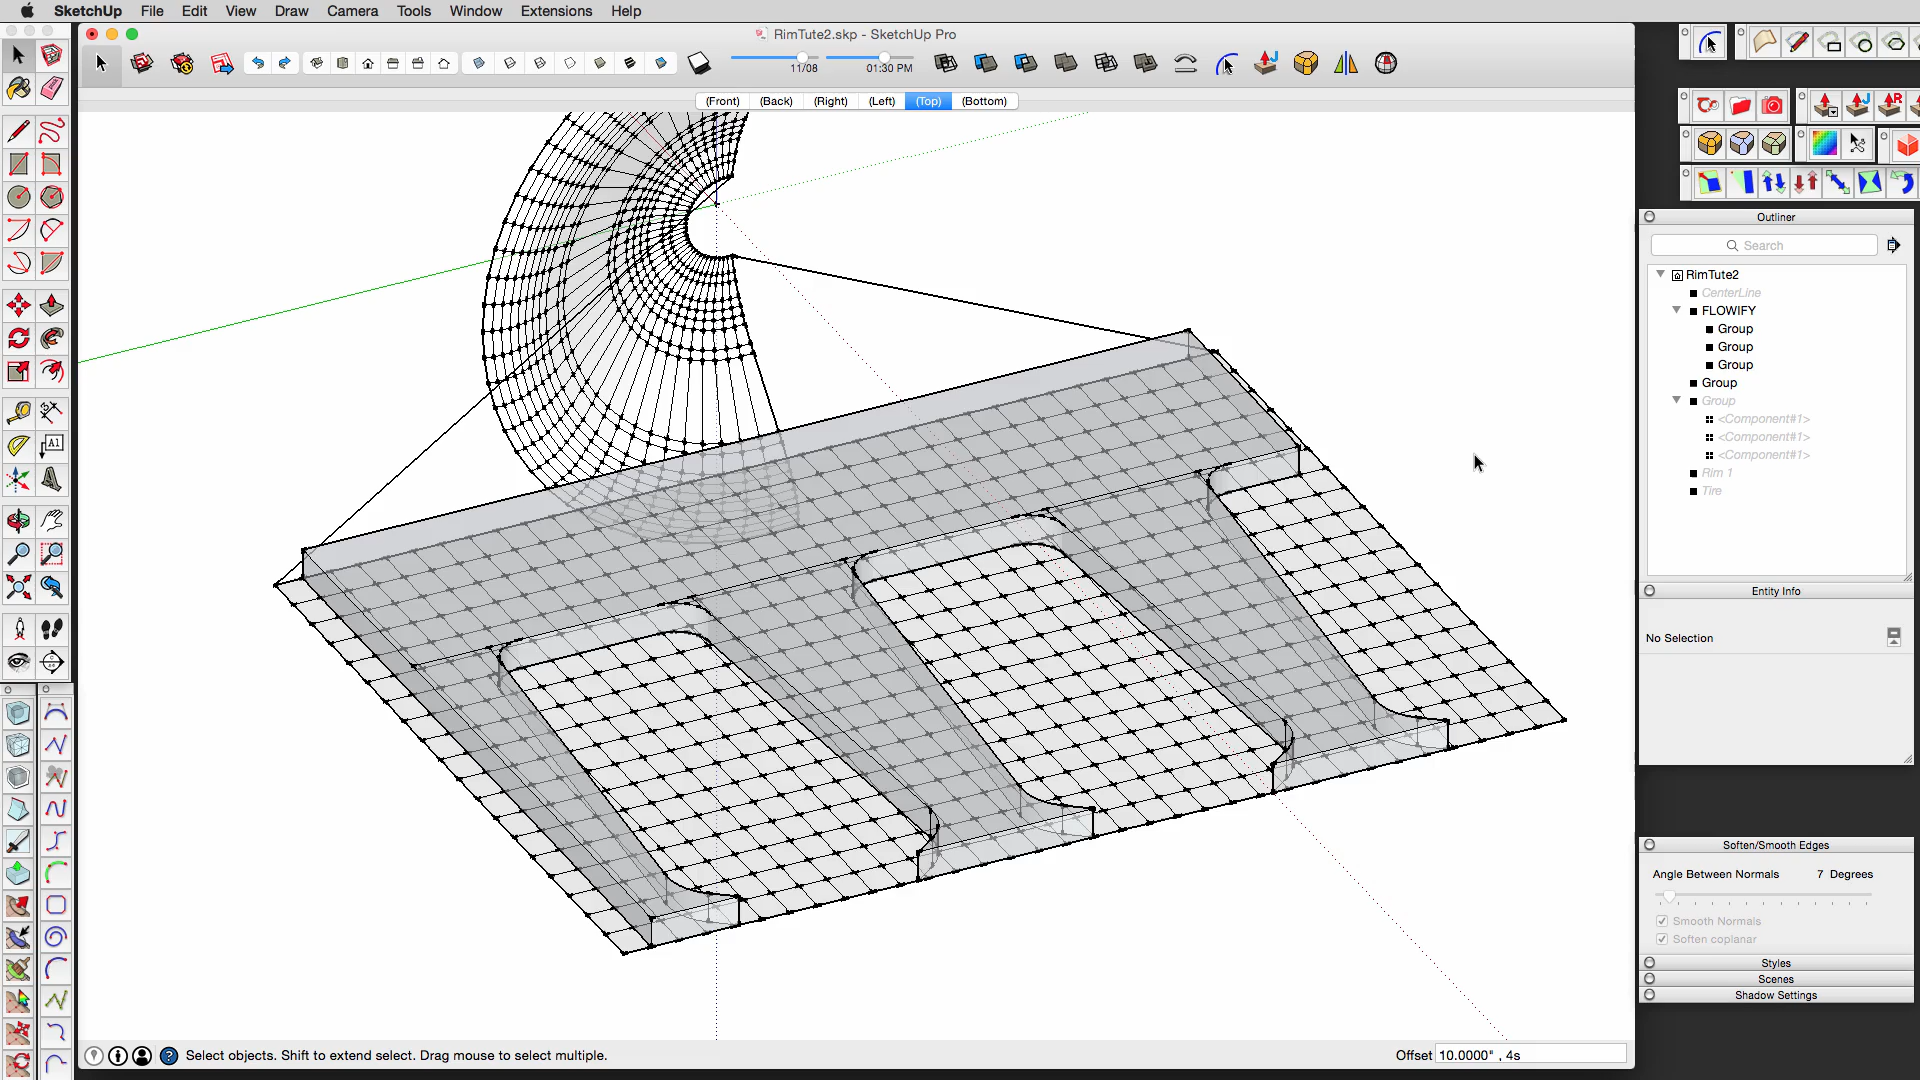 SketchUp File Edit View Draw Camera Tools Window Extensions Help
RimTute2.skp - SketchUp Pro
11/08 01:30 PM
(Front) (Back) (Right) (Left) (Top) (Bottom)
A1
J
J
R
Outliner
Search
RimTute2
CenterLine
FLOWIFY
Group
Group
Group
Group
Group
<Component#1>
<Component#1>
<Component#1>
Rim 1
Tire
Entity Info
No Selection
Soften/Smooth Edges
Angle Between Normals 7 Degrees
Smooth Normals
Soften coplanar
Styles
Scenes
Shadow Settings
Select objects. Shift to extend select. Drag mouse to select multiple.
Offset 10.0000" , 4s